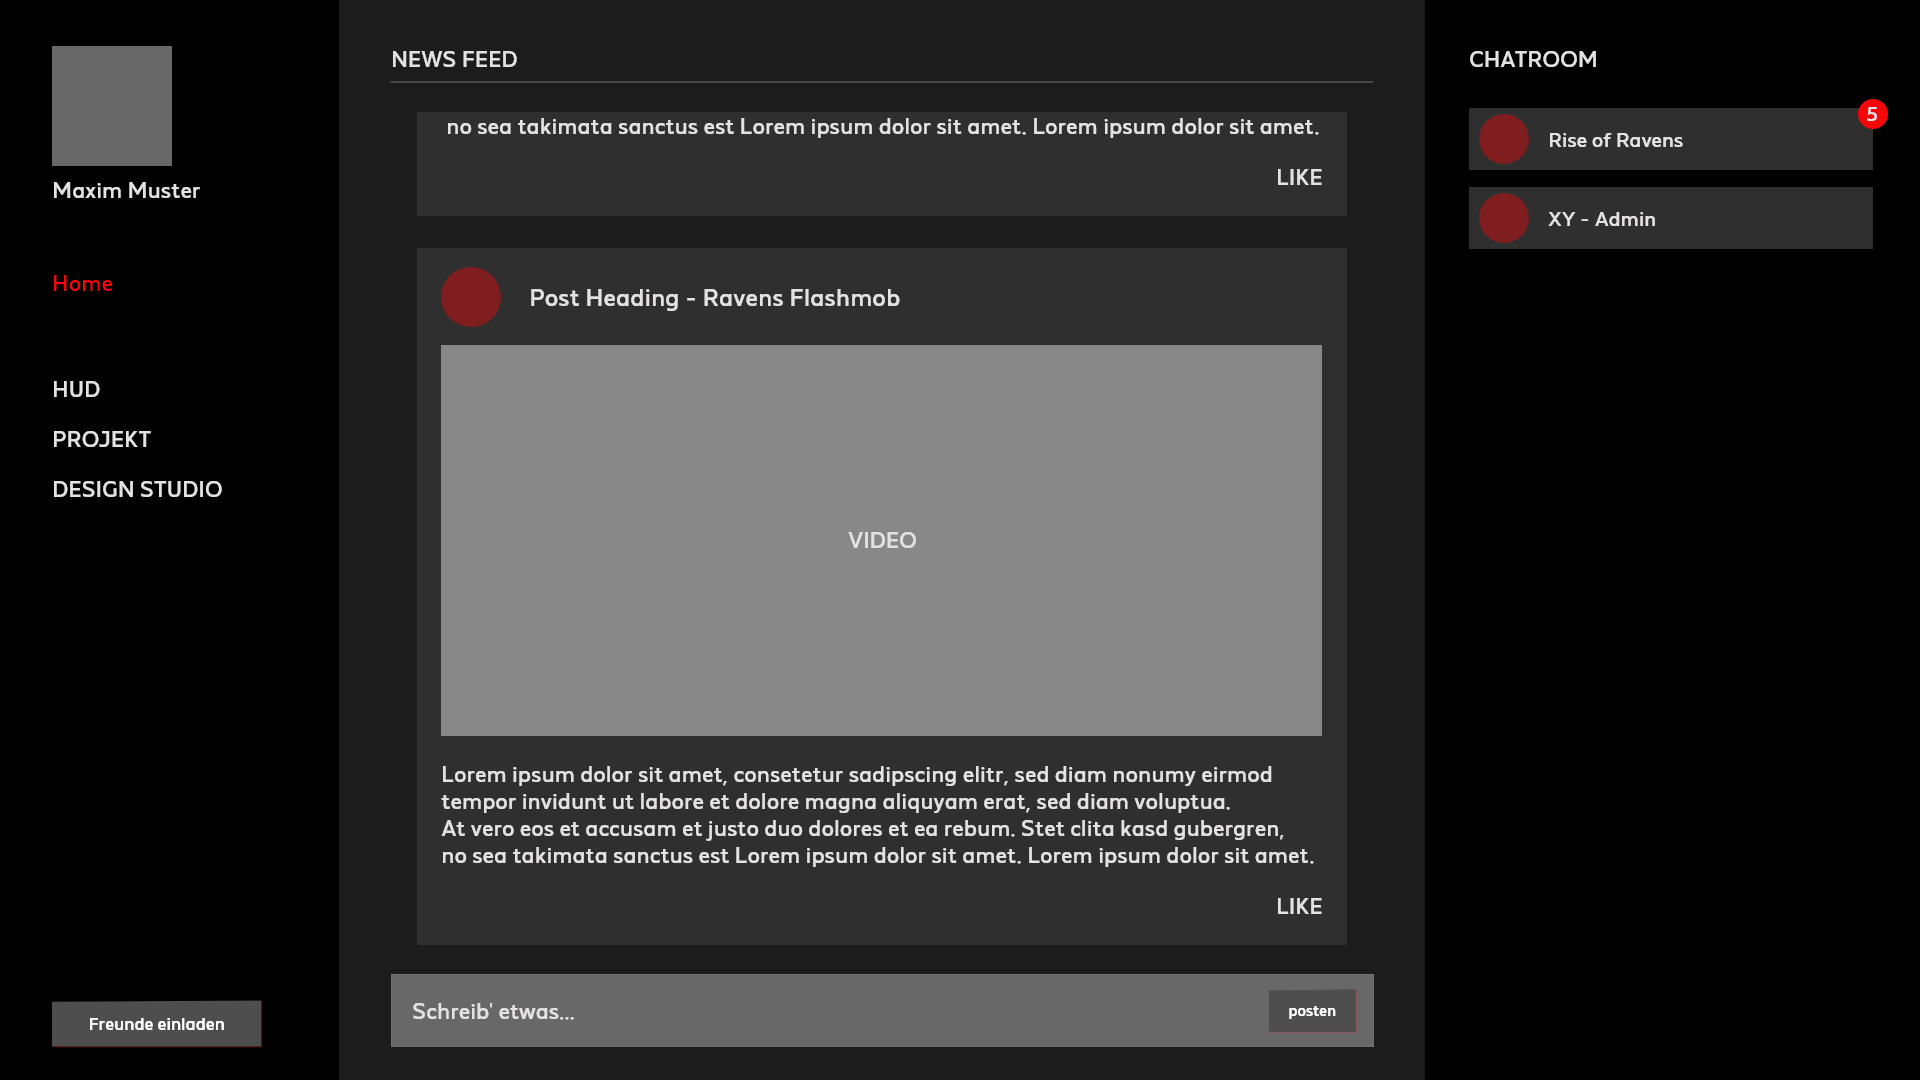 Maxim Muster
Home
HUD
PROJEKT
DESIGN STUDIO
Freunde einladen
NEWS FEED
no sea takimata sanctus est Lorem ipsum dolor sit amet. Lorem ipsum dolor sit amet.
LIKE
Post Heading - Ravens Flashmob
VIDEO
Lorem ipsum dolor sit amet, consetetur sadipscing elitr, sed diam nonumy eirmod
tempor invidunt ut labore et dolore magna aliquyam erat, sed diam voluptua.
At vero eos et accusam et justo duo dolores et ea rebum. Stet clita kasd gubergren,
no sea takimata sanctus est Lorem ipsum dolor sit amet. Lorem ipsum dolor sit amet.
LIKE
Schreib' etwas...
posten
CHATROOM
5
Rise of Ravens
XY - Admin